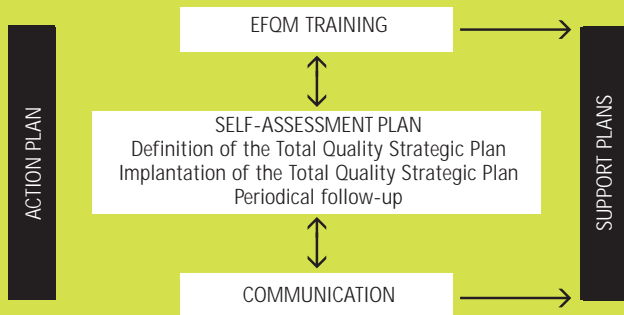 EFQM TRAINING
ACTION PLAN
SELF-ASSESSMENT PLAN
Definition of the Total Quality Strategic Plan
Implantation of the Total Quality Strategic Plan
Periodical follow-up
SUPPORT PLANS
COMMUNICATION